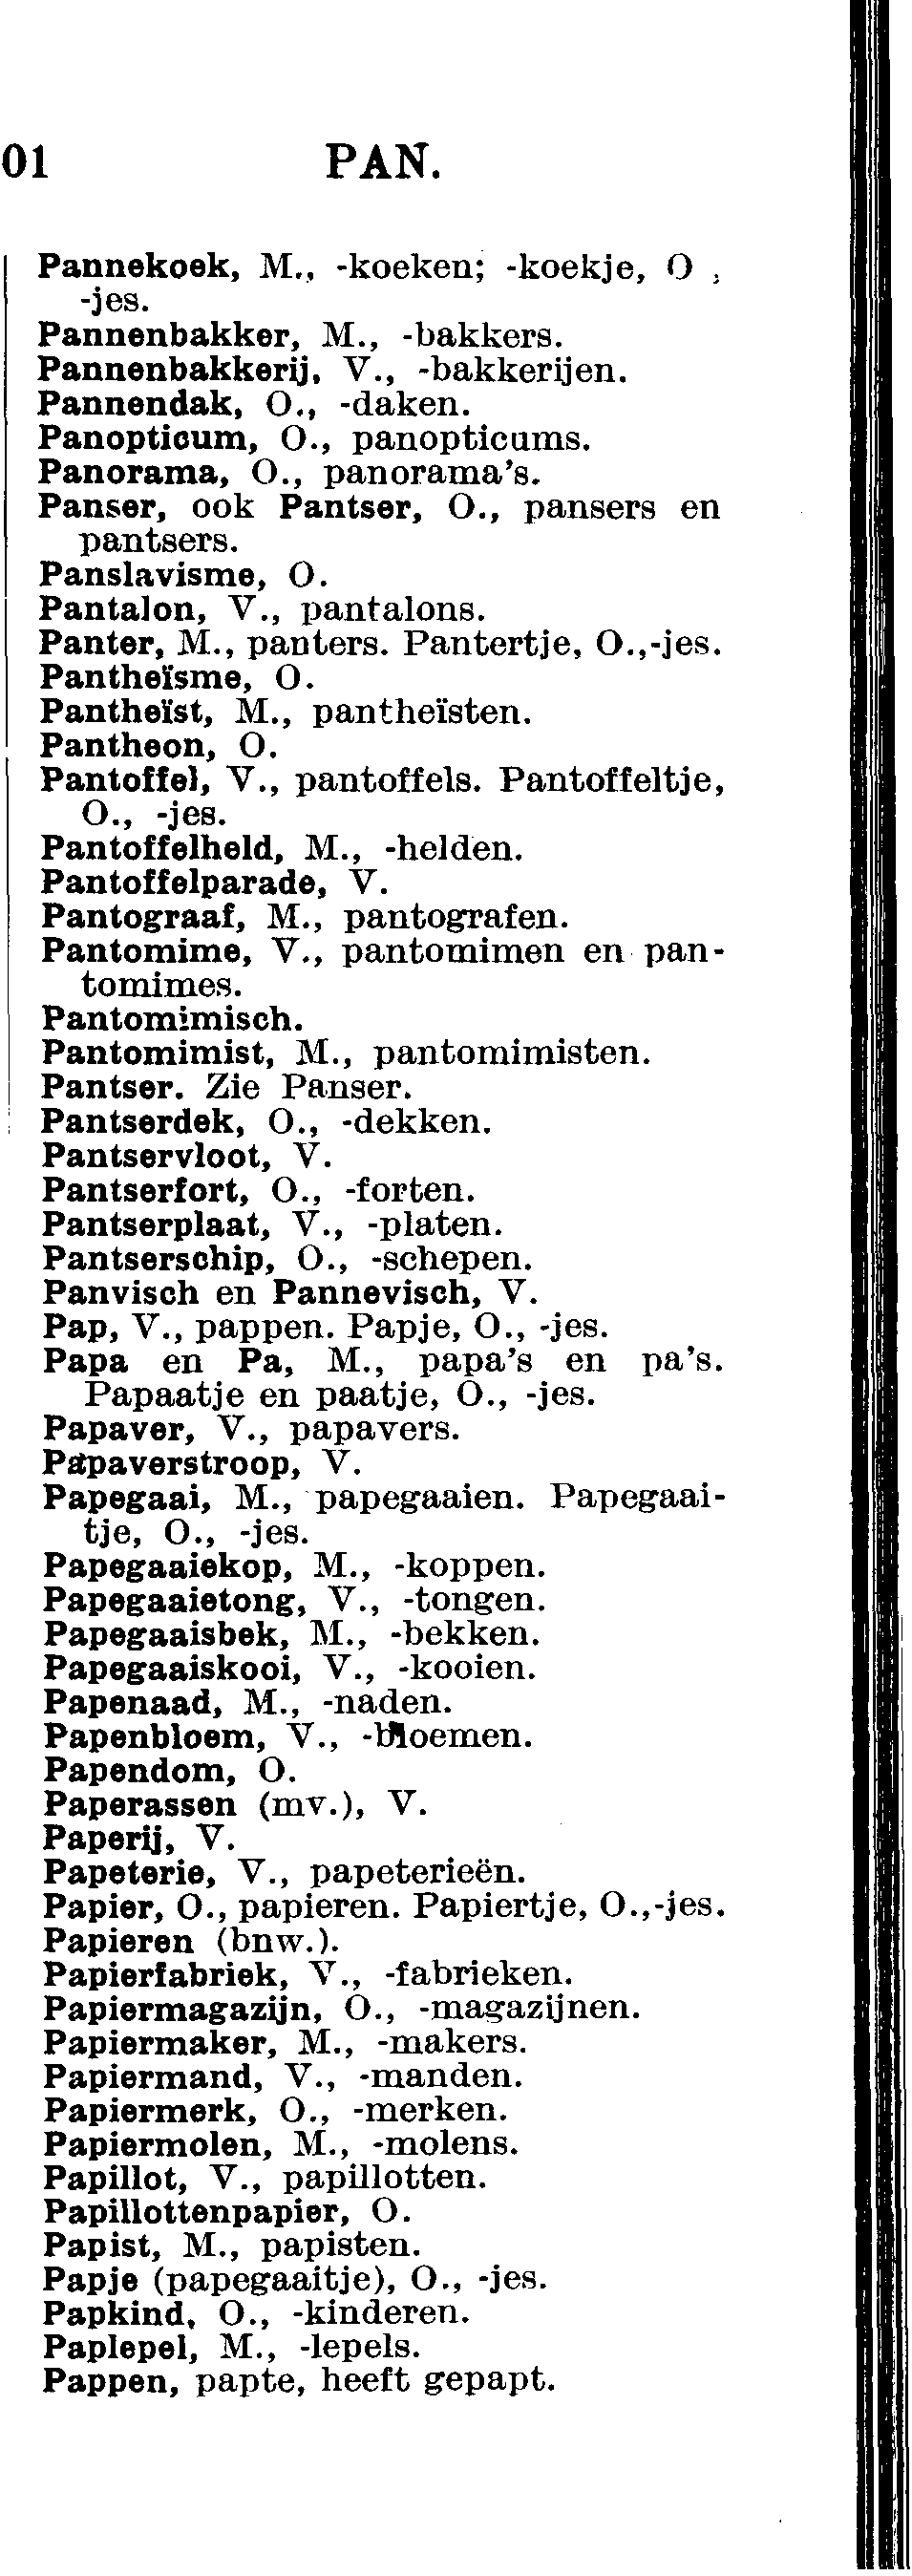 01 PAN.
Pannekoek, M., -koeken; -koekje, O.,
-jes.
Pannenbakker, M., -bakkers.
Pannenbakkerij, V., -bakkerijen.
Pannendak, O., -daken.
Panopticum, O., panopticums.
Panorama, O., panorama's.
Panser, ook Pantser, O., pansers en
pantsers.
Panslavisme, O.
Pantalon, V., pantalons.
Panter, M., panters. Pantertje, O.,-jes.
Pantheïsme, O.
Pantheïst, M., pantheïsten.
Pantheon, O.
Pantoffel, V., pantoffels. Pantoffeltje,
O., -jes.
Pantoffelheld, M., -helden.
Pantoffelparade, V.
Pantograaf, M., pantografen.
Pantomime, V., pantomimen en pan-
tomimes.
Pantomimisch.
Pantomimist, M., pantomimisten.
Pantser. Zie Panser.
Pantserdek, O., -dekken.
Pantservloot, V.
Pantserfort, O., -forten.
Pantserplaat, V., -platen.
Pantserschip, O., -schepen.
Panvisch en Pannevisch, V.
Pap, V., pappen. Papje, O., -jes.
Papa en Pa, M., papa's en pa's.
Papaatje en paatje, O., -jes.
Papaver, V., papavers.
Papaverstroop, V.
Papegaai, M., papegaaien. Papegaai-
tje, O., -jes.
Papegaaiekop, M., -koppen.
Papegaaietong, V., -tongen.
Papegaaisbek, M., -bekken.
Papegaaiskooi, V., -kooien.
Papenaad, M., -naden.
Papenbloem, V., -bloemen.
Papendom, O.
Paperassen (mv.), V.
Paperij, V.
Papeterie, V., papeterieën.
Papier, O., papieren. Papiertje, O.,-jes.
Papieren (bnw.).
Papierfabriek, V., -fabrieken.
Papiermagazijn, O., -magazijnen.
Papiermaker, M., -makers.
Papiermand, V., -manden.
Papiermerk, O., -merken.
Papiermolen, M., -molens.
Papillot, V., papillotten.
Papillottenpapier, O.
Papist, M., papisten.
Papje (papegaaitje), O., -jes.
Papkind, O., -kinderen.
Paplepel, M., -lepels.
Pappen, papte, heeft gepapt.